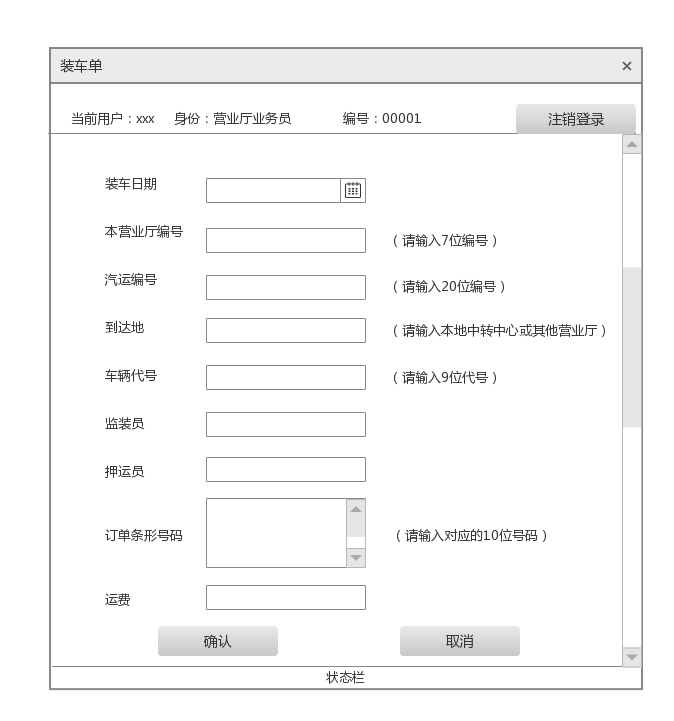 装车单
当前用户：xxx 身份：营业厅业务员 编号：00001 注销登录
装车日期
本营业厅编号 （请输入7位编号）
汽运编号 （请输入20位编号）
到达地 （请输入本地中转中心或其他营业厅）
车辆代号 （请输入9位代号）
监装员
押运员
订单条形号码 （请输入对应的10位号码）
运费
确认 取消
状态栏